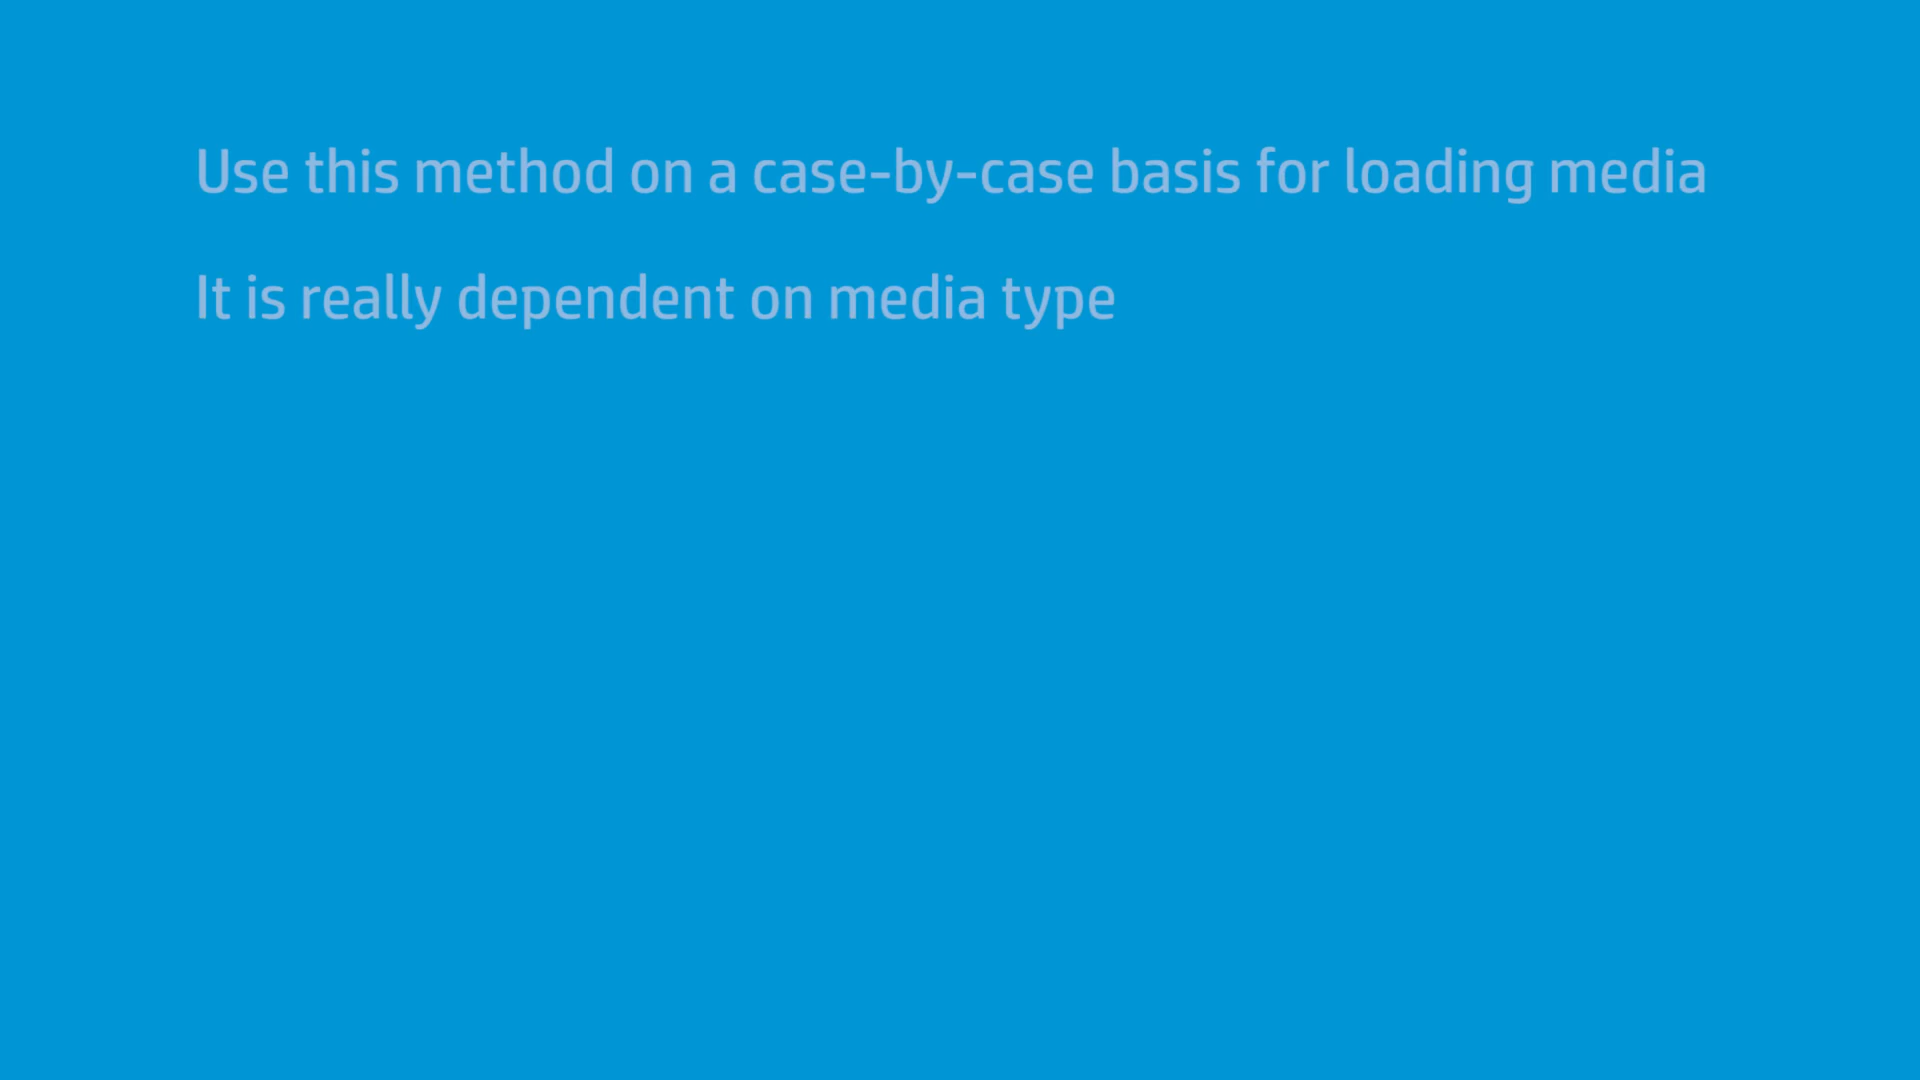 Use this method on a case-by-case basis for loading media
It is really dependent on media type